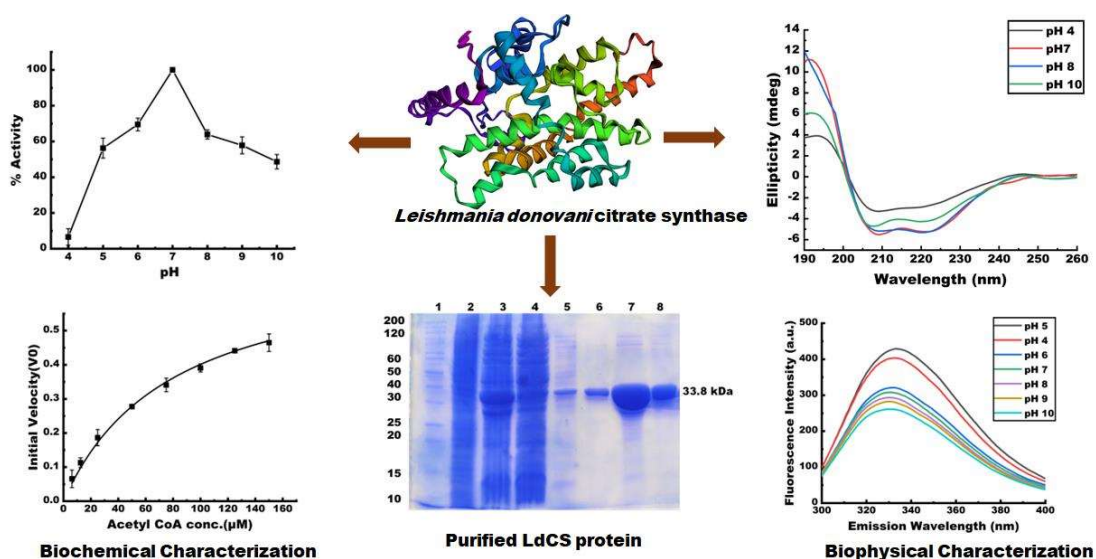 % Activity
100
80
60
40
20
0
4 5 6 7 8 9 10
pH
Leishmania donovani citrate synthase
Ellipticity (mdeg)
14
12
10
8
6
4
2
0
-2
-4
-6
190 200 210 220 230 240 250 260
Wavelength (nm)
pH 4
pH7
pH 8
pH 10
Initial Velocity(V0)
0.5
0.4
0.3
0.2
0.1
0.0
0 20 40 60 80 100 120 140 160
Acetyl CoA conc.(µM)
Biochemical Characterization
1 2 3 4 5 6 7 8
200
120
60
50
40
30
25
20
15
10
33.8 kDa
Purified LdCS protein
Fluorescence Intensity (a.u.)
500
400
300
200
100
0
300 320 340 360 380 400
Emission Wavelength (nm)
pH 5
pH 4
pH 6
pH 7
pH 8
pH 9
pH 10
Biophysical Characterization